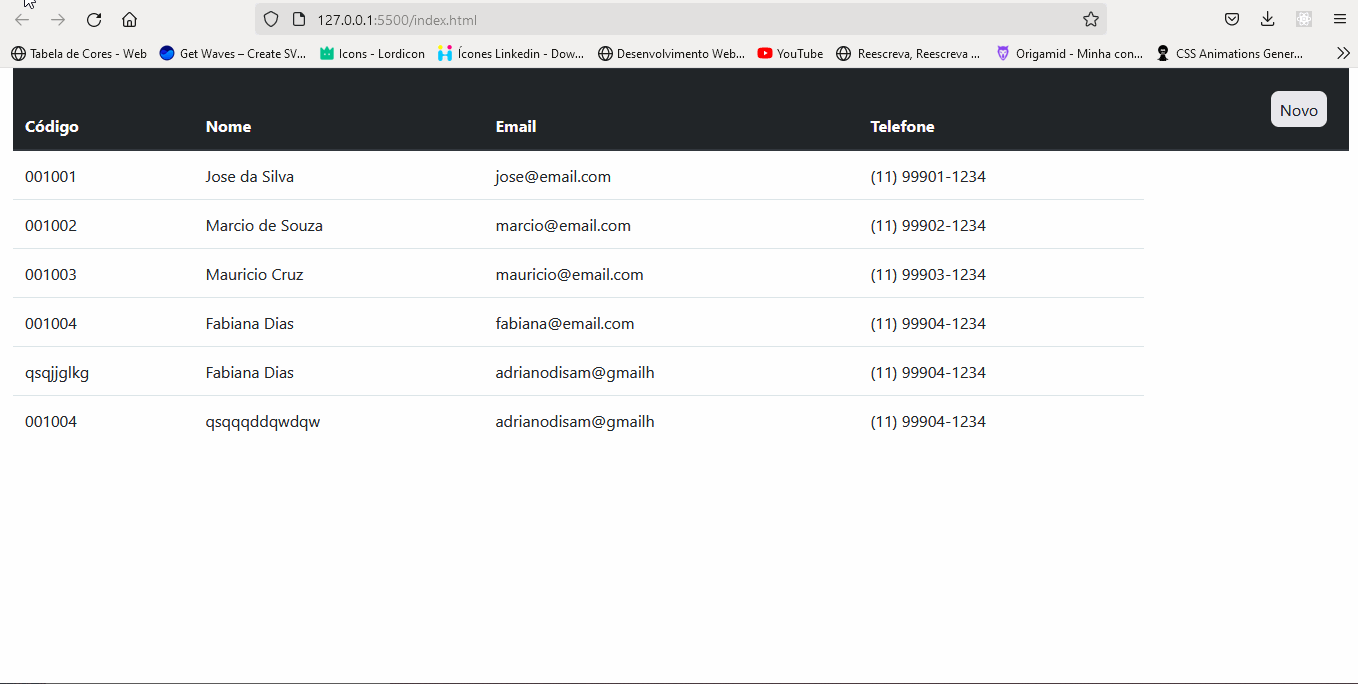 127.0.0.1:5500/index.html
Tabela de Cores - Web Get Waves – Create SV... Icons - Lordicon Ícones Linkedin - Dow... Desenvolvimento Web... YouTube Reescreva, Reescreva ... Origamid - Minha con... CSS Animations Gener...
Novo
Código Nome Email Telefone
001001 Jose da Silva jose@email.com (11) 99901-1234
001002 Marcio de Souza marcio@email.com (11) 99902-1234
001003 Mauricio Cruz mauricio@email.com (11) 99903-1234
001004 Fabiana Dias fabiana@email.com (11) 99904-1234
qsqjjglkg Fabiana Dias adrianodisam@gmailh (11) 99904-1234
001004 qsqqqddqwdqw adrianodisam@gmailh (11) 99904-1234